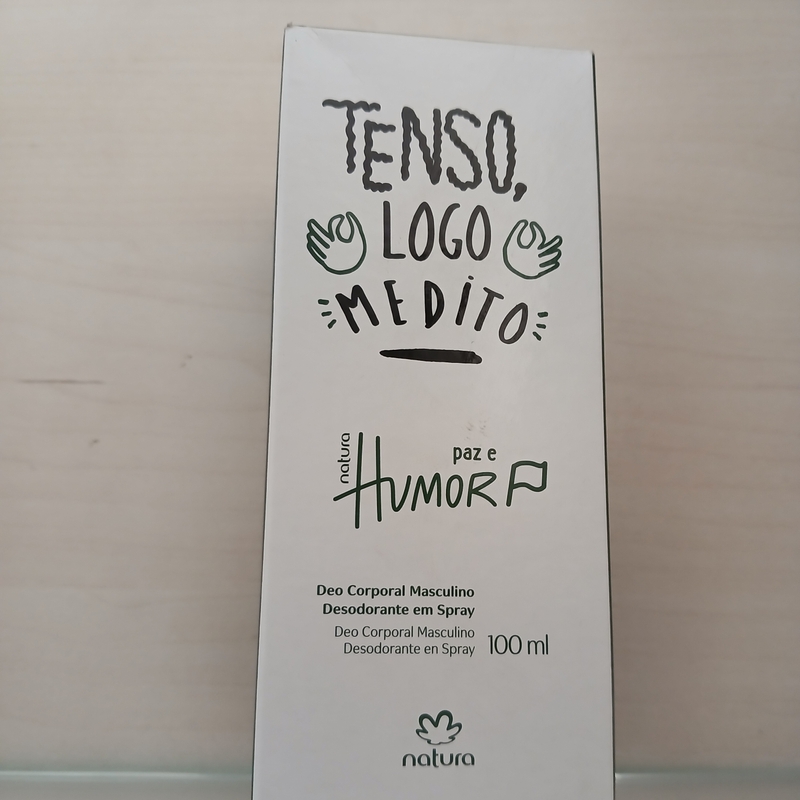 TENSO,
LOGO
MEDITO
natura
paz e
HUMOR
Deo Corporal Masculino
Desodorante em Spray
Deo Corporal Masculino
Desodorante en Spray
100 ml
natura